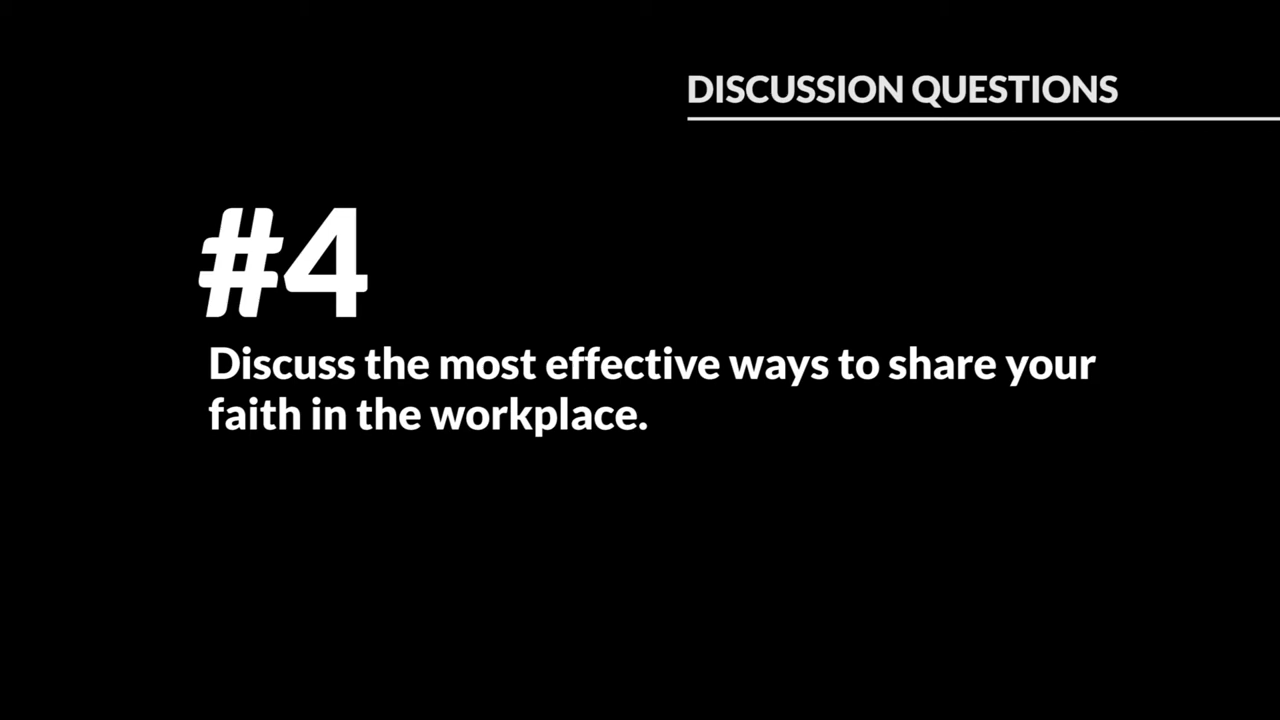 DISCUSSION QUESTIONS
#4
Discuss the most effective ways to share your
faith in the workplace.